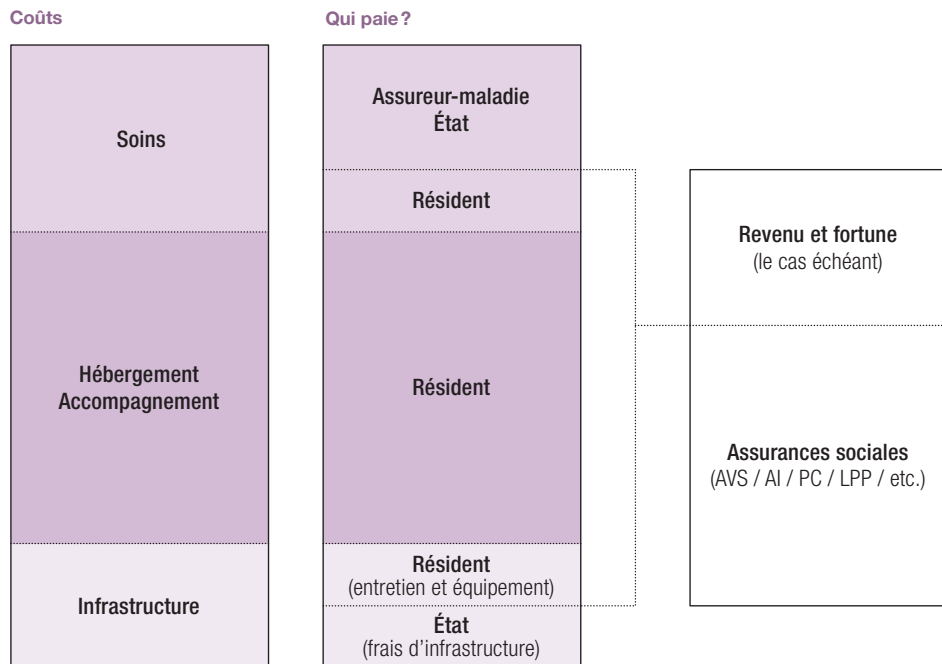 Coûts
Qui paie ?
Soins
Hébergement
Accompagnement
Infrastructure
Assureur-maladie
État
Résident
Résident
Résident
(entretien et équipement)
État
(frais d'infrastructure)
Revenu et fortune
(le cas échéant)
Assurances sociales
(AVS / AI / PC / LPP / etc.)